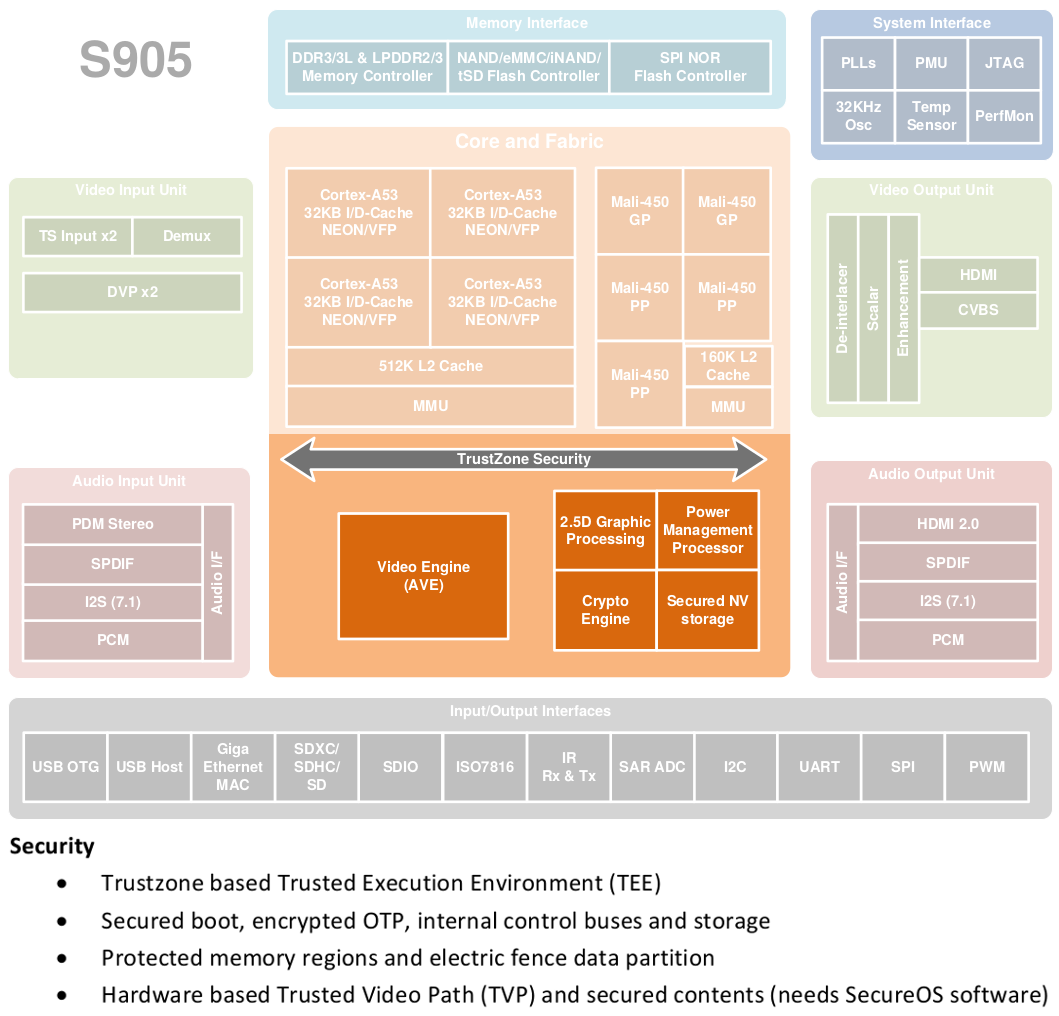 S905
Memory Interface
DDR3/3L & LPDDR2/3
Memory Controller
NAND/eMMC/iNAND/
tSD Flash Controller
SPI NOR
Flash Controller
System Interface
PLLs
PMU
JTAG
32KHz
Osc
Temp
Sensor
PerfMon
Core and Fabric
Cortex-A53
32KB I/D-Cache
NEON/VFP
Cortex-A53
32KB I/D-Cache
NEON/VFP
Cortex-A53
32KB I/D-Cache
NEON/VFP
Cortex-A53
32KB I/D-Cache
NEON/VFP
512K L2 Cache
MMU
Mali-450
GP
Mali-450
GP
Mali-450
PP
Mali-450
PP
Mali-450
PP
160K L2
Cache
MMU
Video Input Unit
TS Input x2
Demux
DVP x2
Video Output Unit
De-interlacer
Scalar
Enhancement
HDMI
CVBS
TrustZone Security
Video Engine
(AVE)
2.5D Graphic
Processing
Power
Management
Processor
Crypto
Engine
Secured NV
storage
Audio Input Unit
PDM Stereo
SPDIF
I2S (7.1)
PCM
Audio I/F
Audio Output Unit
Audio I/F
HDMI 2.0
SPDIF
I2S (7.1)
PCM
Input/Output Interfaces
USB OTG
USB Host
Giga
Ethernet
MAC
SDXC/
SDHC/
SD
SDIO
ISO7816
IR
Rx & Tx
SAR ADC
I2C
UART
SPI
PWM
Security
• Trustzone based Trusted Execution Environment (TEE)
• Secured boot, encrypted OTP, internal control buses and storage
• Protected memory regions and electric fence data partition
• Hardware based Trusted Video Path (TVP) and secured contents (needs SecureOS software)